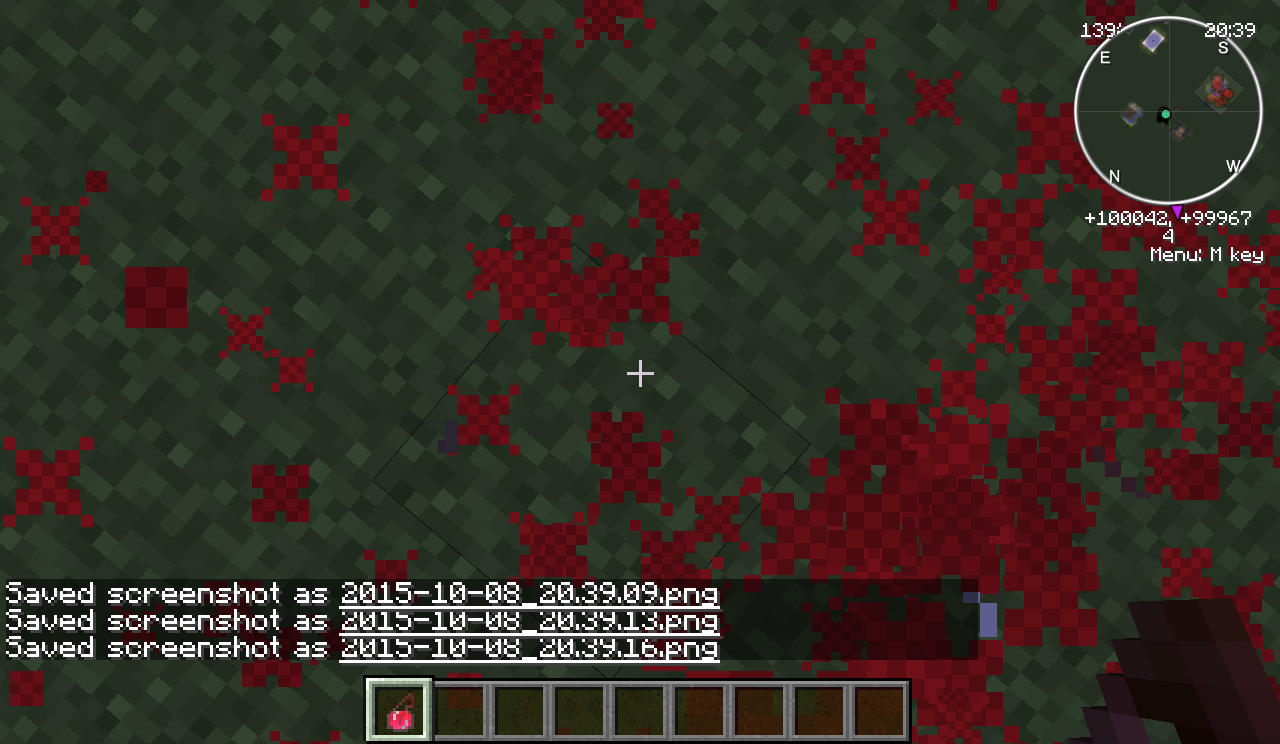 20:39
S
E
N
W
+100042, +99967
4
Menu: M key
Saved screenshot as 2015-10-08_20.39.09.png
Saved screenshot as 2015-10-08_20.39.13.png
Saved screenshot as 2015-10-08_20.39.16.png